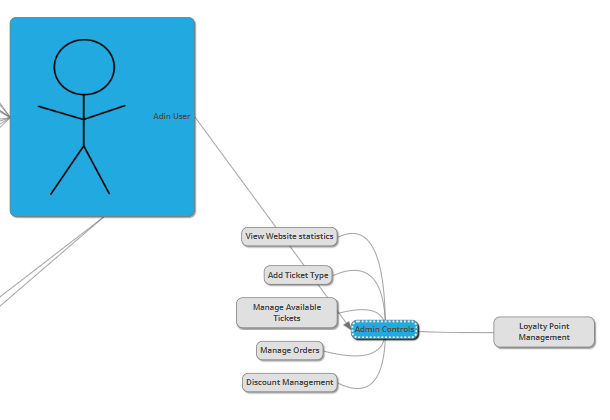 Adin User
View Website statistics
Add Ticket Type
Manage Available
Tickets
Admin Controls
Loyalty Point
Management
Manage Orders
Discount Management